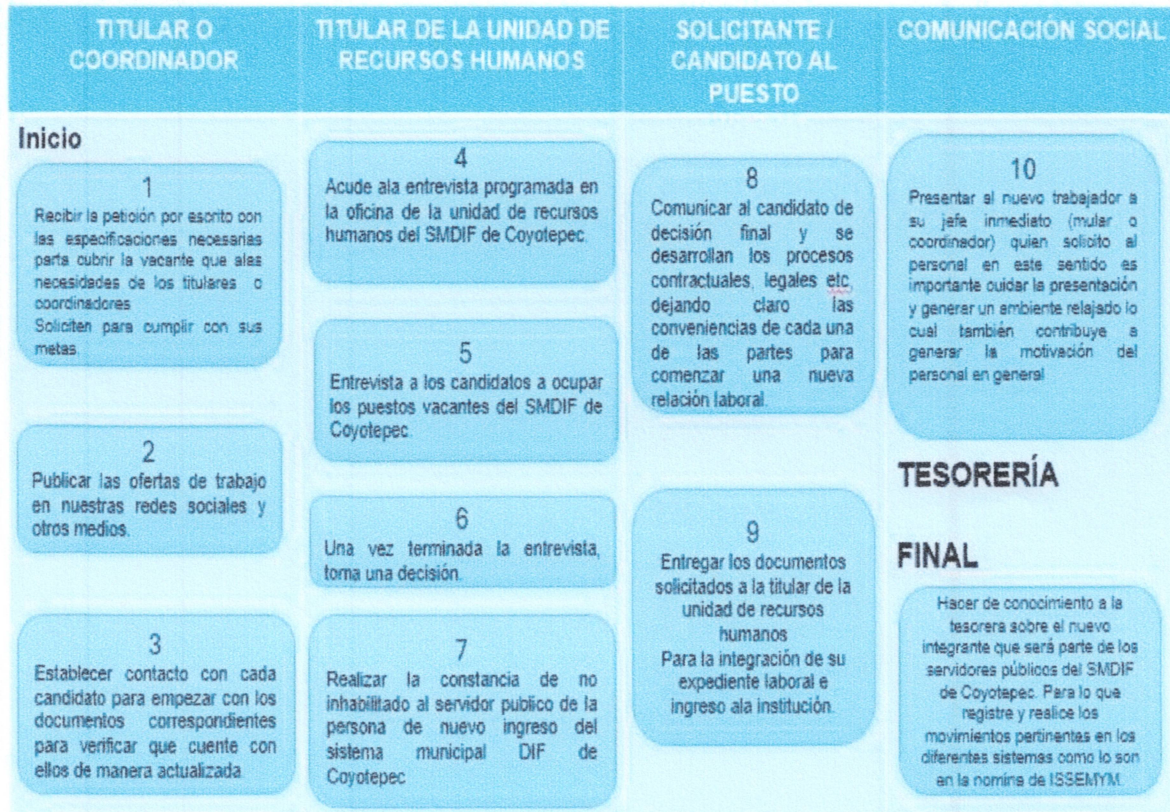 TITULAR O
COORDINADOR
TITULAR DE LA UNIDAD DE
RECURSOS HUMANOS
SOLICITANTE /
CANDIDATO AL
PUESTO
COMUNICACIÓN SOCIAL
Inicio
1
Recibir la petición por escrito con
las especificaciones necesarias
parta cubrir la vacante que alas
necesidades de los titulares o
coordinadores
Soliciten para cumplir con sus
metas.
2
Publicar las ofertas de trabajo
en nuestras redes sociales y
otros medios.
3
Establecer contacto con cada
candidato para empezar con los
documentos correspondientes
para verificar que cuente con
ellos de manera actualizada
4
Acude ala entrevista programada en
la oficina de la unidad de recursos
humanos del SMDIF de Coyotepec.
5
Entrevista a los candidatos a ocupar
los puestos vacantes del SMDIF de
Coyotepec.
6
Una vez terminada la entrevista,
toma una decisión.
7
Realizar la constancia de no
inhabilitado al servidor publico de la
persona de nuevo ingreso del
sistema municipal DIF de
Coyotepec
8
Comunicar al candidato de
decisión final y se
desarrollan los procesos
contractuales, legales etc,
dejando claro las
conveniencias de cada una
de las partes para
comenzar una nueva
relación laboral.
9
Entregar los documentos
solicitados a la titular de la
unidad de recursos
humanos
Para la integración de su
expediente laboral e
ingreso ala institución.
10
Presentar al nuevo trabajador a
su jefe inmediato (mular o
coordinador) quien solicito al
personal en este sentido es
importante cuidar la presentación
y generar un ambiente relajado lo
cual también contribuye a
generar la motivación del
personal en general
TESORERÍA
FINAL
Hacer de conocimiento a la
tesorera sobre el nuevo
integrante que será parte de los
servidores públicos del SMDIF
de Coyotepec. Para lo que
registre y realice los
movimientos pertinentes en los
diferentes sistemas como lo son
en la nomina de ISSEMYM.